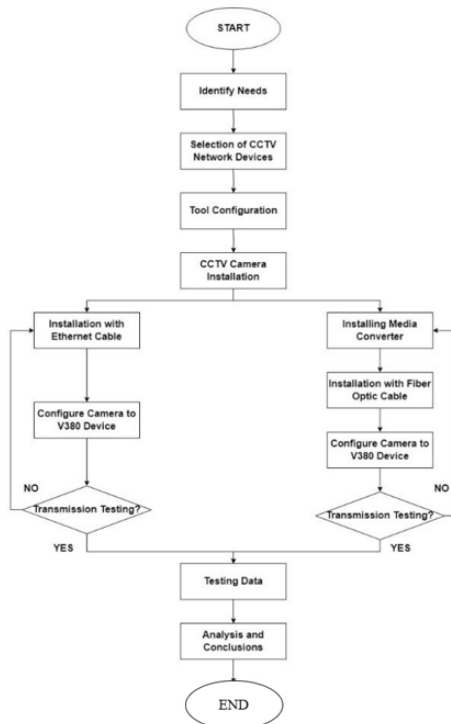 START
Identify Needs
Selection of CCTV
Network Devices
Tool Configuration
CCTV Camera
Installation
Installation with
Ethernet Cable
Configure Camera to
V380 Device
NO
Transmission Testing?
YES
Installing Media
Converter
Installation with Fiber
Optic Cable
Configure Camera to
V380 Device
NO
Transmission Testing?
YES
Testing Data
Analysis and
Conclusions
END